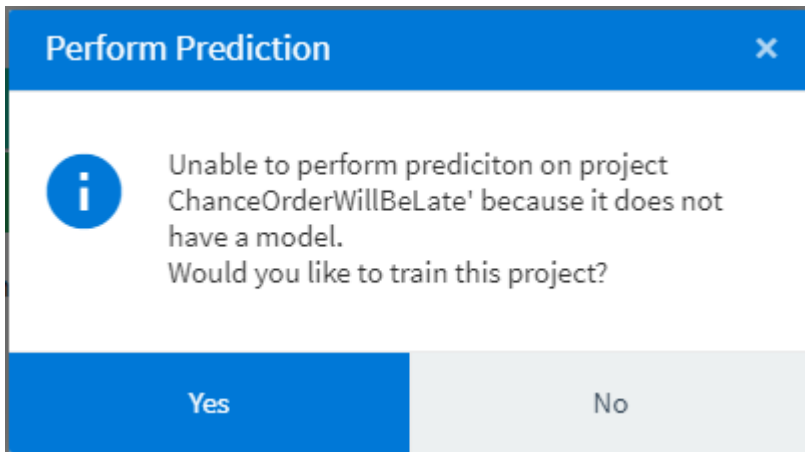 Perform Prediction
Unable to perform prediciton on project
ChanceOrderWillBeLate' because it does not
have a model.
Would you like to train this project?
Yes
No